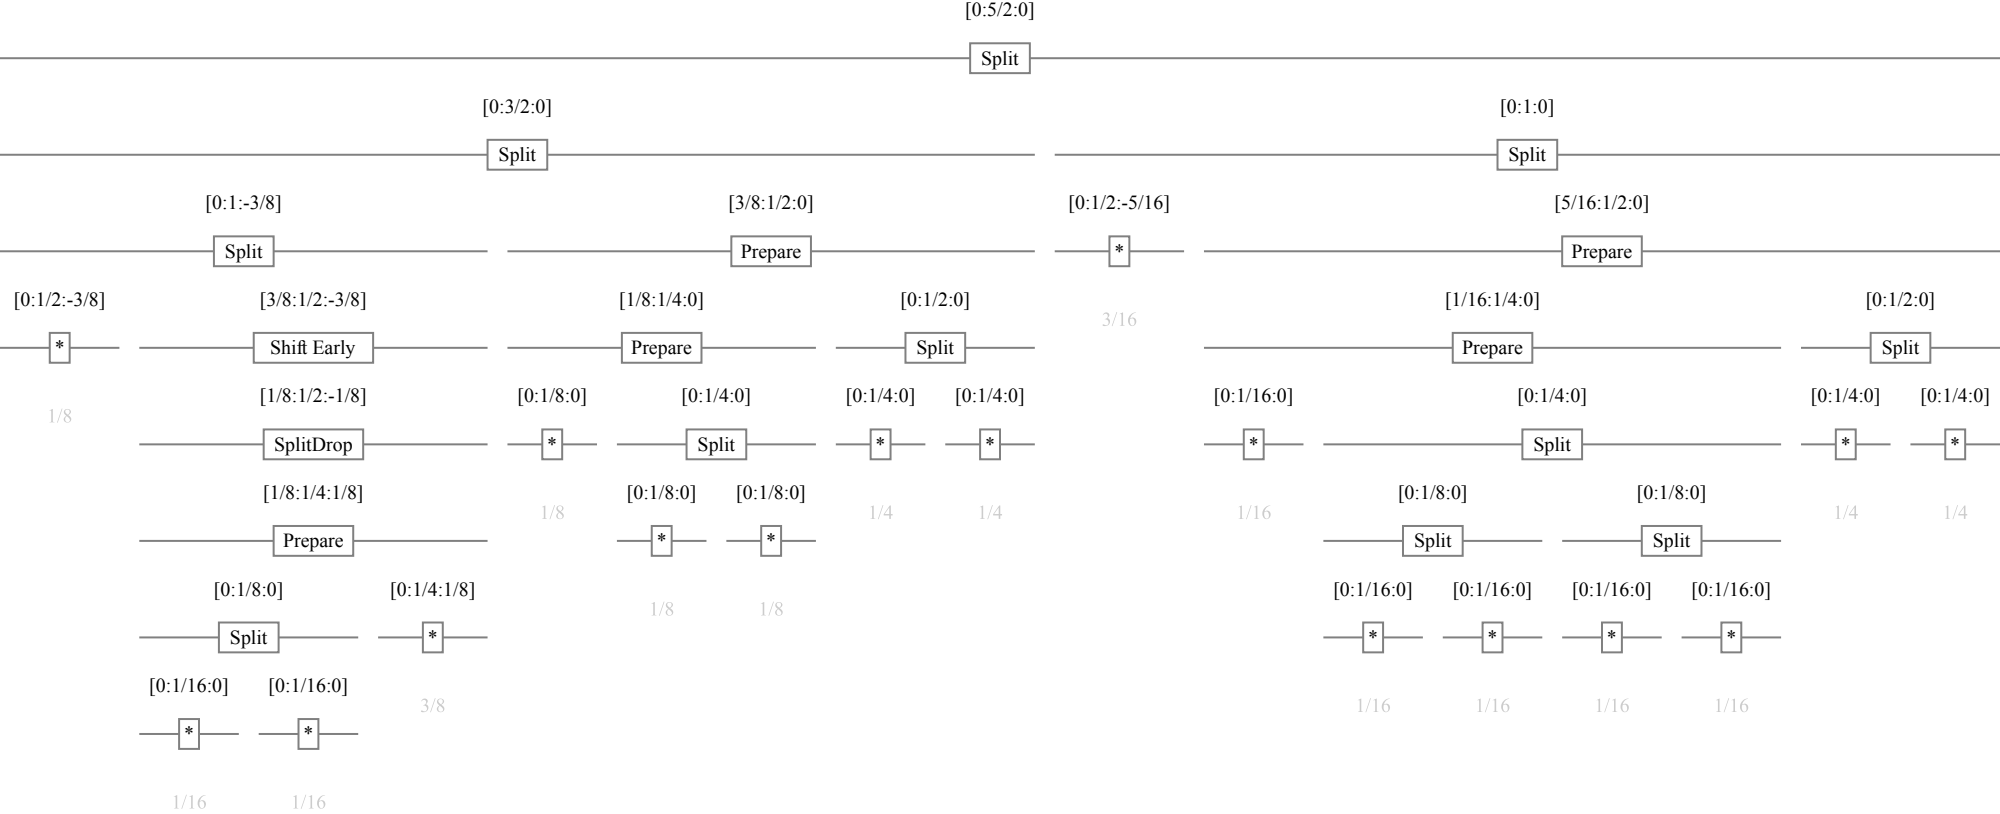 [0:5/2:0]
Split
[0:3/2:0] [0:1:0]
Split Split
[0:1:-3/8] [3/8:1/2:0] [0:1/2:-5/16] [5/16:1/2:0]
Split Prepare * Prepare
[0:1/2:-3/8] [3/8:1/2:-3/8] [1/8:1/4:0] [0:1/2:0] [1/16:1/4:0] [0:1/2:0]
3/16
* Shift Early Prepare Split Prepare Split
[1/8:1/2:-1/8] [0:1/8:0] [0:1/4:0] [0:1/4:0] [0:1/4:0] [0:1/16:0] [0:1/4:0] [0:1/4:0] [0:1/4:0]
1/8
SplitDrop * Split * * * Split * *
[1/8:1/4:1/8] [0:1/8:0] [0:1/8:0] [0:1/8:0] [0:1/8:0]
1/8 1/4 1/4 1/16 1/4 1/4
Prepare * * Split Split
[0:1/8:0] [0:1/4:1/8] [0:1/16:0] [0:1/16:0] [0:1/16:0] [0:1/16:0]
1/8 1/8
Split * * * * *
[0:1/16:0] [0:1/16:0]
3/8 1/16 1/16 1/16 1/16
* *
1/16 1/16